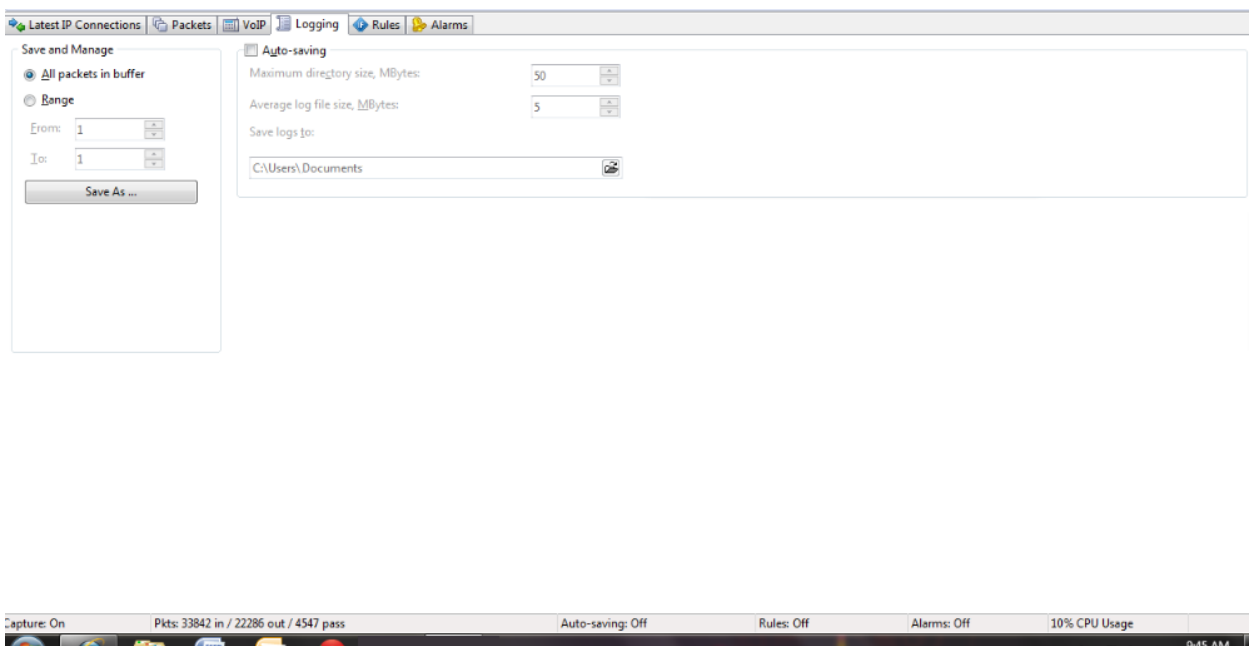 Latest IP Connections Packets VoIP Logging Rules Alarms
Save and Manage
All packets in buffer
Range
From: 1
To: 1
Save As ...
Auto-saving
Maximum directory size, MBytes: 50
Average log file size, MBytes: 5
Save logs to:
C:\Users\Documents
Capture: On Pkts: 33842 in / 22286 out / 4547 pass Auto-saving: Off Rules: Off Alarms: Off 10% CPU Usage
9:45 AM